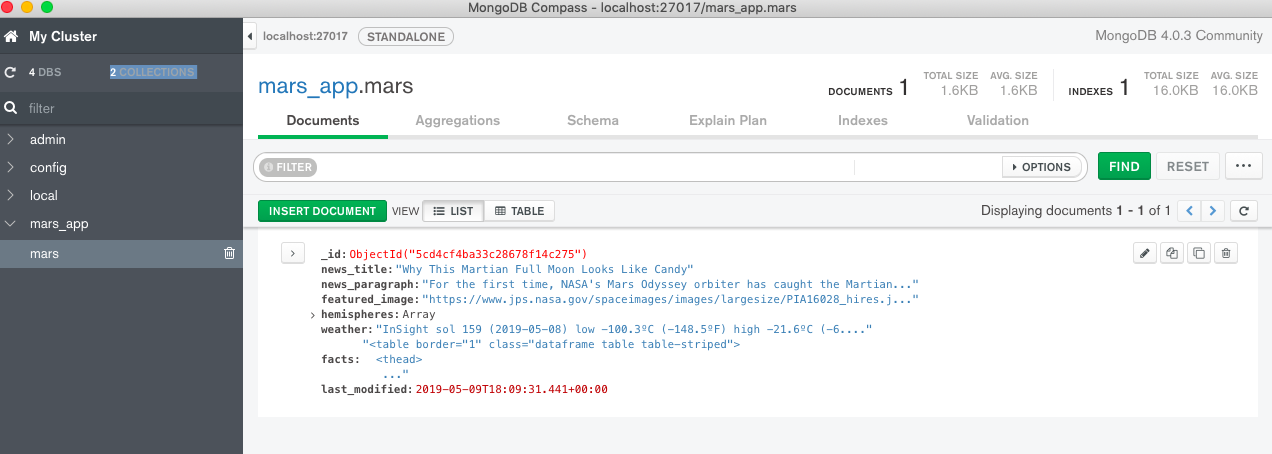 MongoDB Compass - localhost:27017/mars_app.mars
My Cluster
localhost:27017 STANDALONE MongoDB 4.0.3 Community
4 DBS 2 COLLECTIONS
filter
mars_app.mars
DOCUMENTS 1 TOTAL SIZE 1.6KB AVG. SIZE 1.6KB INDEXES 1 TOTAL SIZE 16.0KB AVG. SIZE 16.0KB
admin
config
local
mars_app
mars
Documents Aggregations Schema Explain Plan Indexes Validation
FILTER OPTIONS FIND RESET ...
INSERT DOCUMENT VIEW LIST TABLE Displaying documents 1 - 1 of 1
_id: ObjectId("5cd4cf4ba33c28678f14c275")
news_title: "Why This Martian Full Moon Looks Like Candy"
news_paragraph: "For the first time, NASA's Mars Odyssey orbiter has caught the Martian..."
featured_image: "https://www.jps.nasa.gov/spaceimages/images/largesize/PIA16028_hires.j..."
hemispheres: Array
weather: "InSight sol 159 (2019-05-08) low -100.3ºC (-148.5ºF) high -21.6ºC (-6...."
"<table border="1" class="dataframe table table-striped">
facts: <thead>
..."
last_modified: 2019-05-09T18:09:31.441+00:00